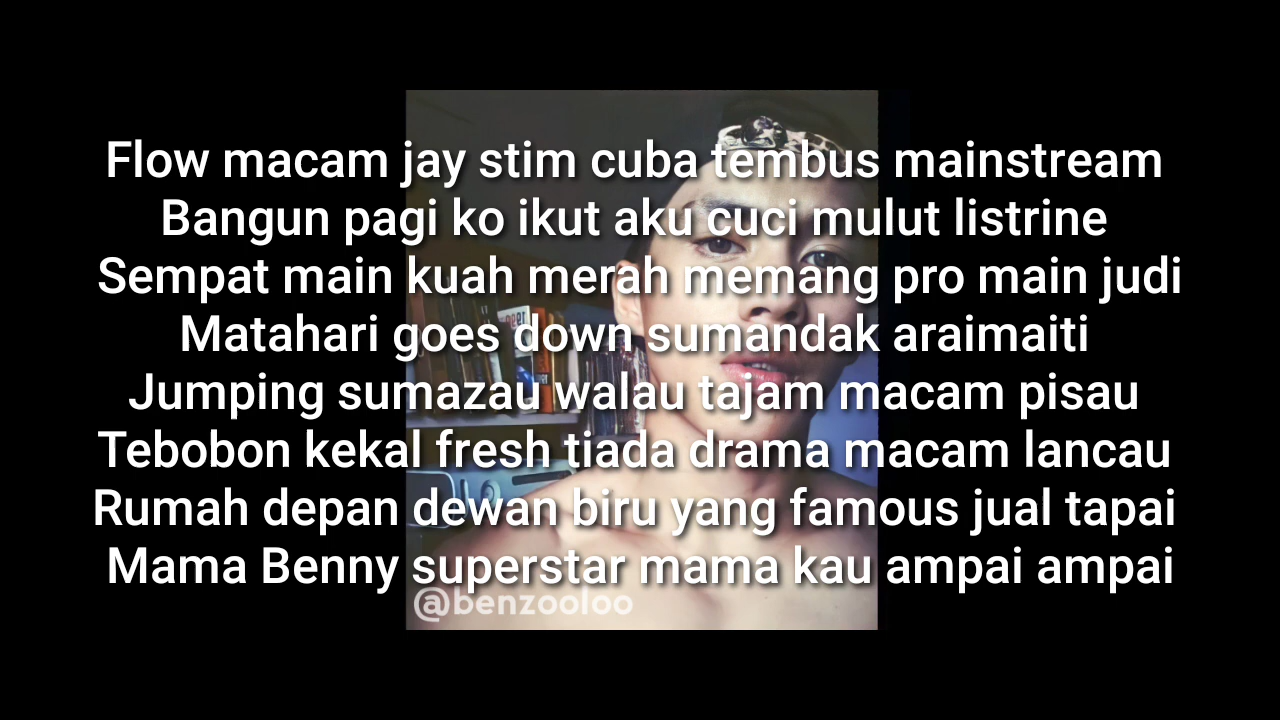 Flow macam jay stim cuba tembus mainstream
Bangun pagi ko ikut aku cuci mulut listrine
Sempat main kuah merah memang pro main judi
Matahari goes down sumandak araimaiti
Jumping sumazau walau tajam macam pisau
Tebobon kekal fresh tiada drama macam lancau
Rumah depan dewan biru yang famous jual tapai
Mama Benny superstar mama kau ampai ampai
@benzooloo